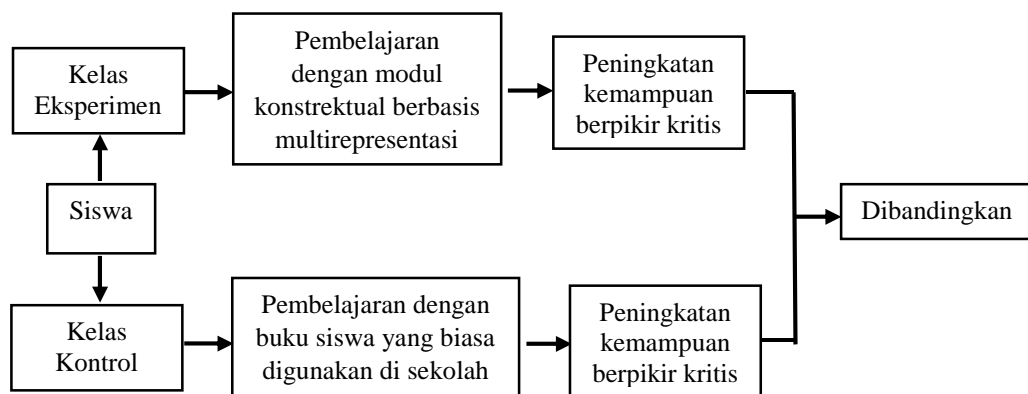 Kelas
Eksperimen
Pembelajaran
dengan modul
konstrektual berbasis
multirepresentasi
Peningkatan
kemampuan
berpikir kritis
Siswa
Dibandingkan
Kelas
Kontrol
Pembelajaran dengan
buku siswa yang biasa
digunakan di sekolah
Peningkatan
kemampuan
berpikir kritis